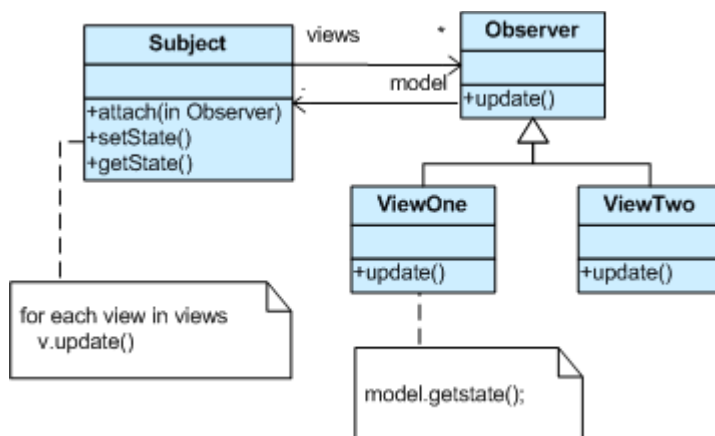 Subject
+attach(in Observer)
+setState()
+getState()
views
*
model
Observer
+update()
ViewOne
+update()
ViewTwo
+update()
for each view in views
v.update()
model.getstate();